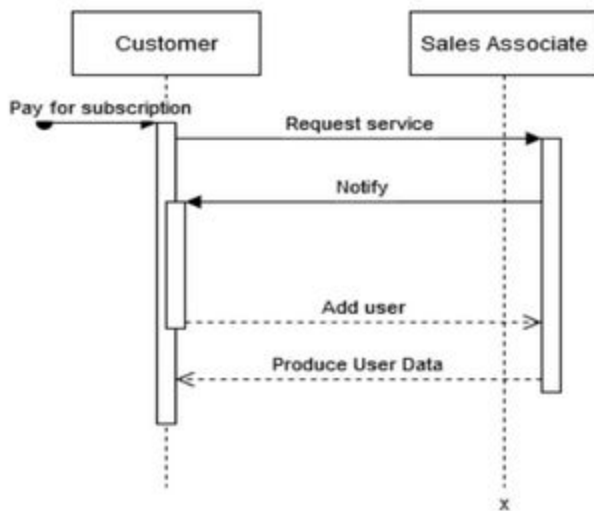 Customer
Sales Associate
Pay for subscription
Request service
Notify
Add user
Produce User Data
x